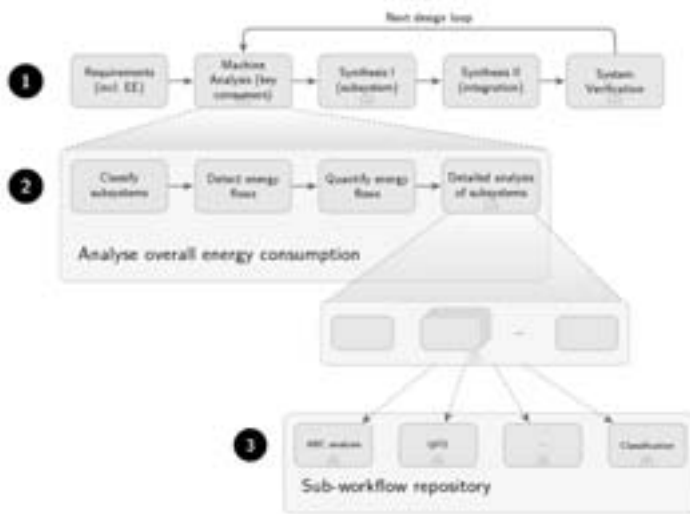 Next design loop
1
Requirements
(incl. EE)
Machine
Analysis (key
consumers)
Synthesis I
(subsystem)
Synthesis II
(integration)
System
Verification
2
Classify
subsystems
Detect energy
flows
Quantify energy
flows
Detailed analysis
of subsystems
Analyse overall energy consumption
...
3
ABC analysis
QFD
...
Classification
Sub-workflow repository